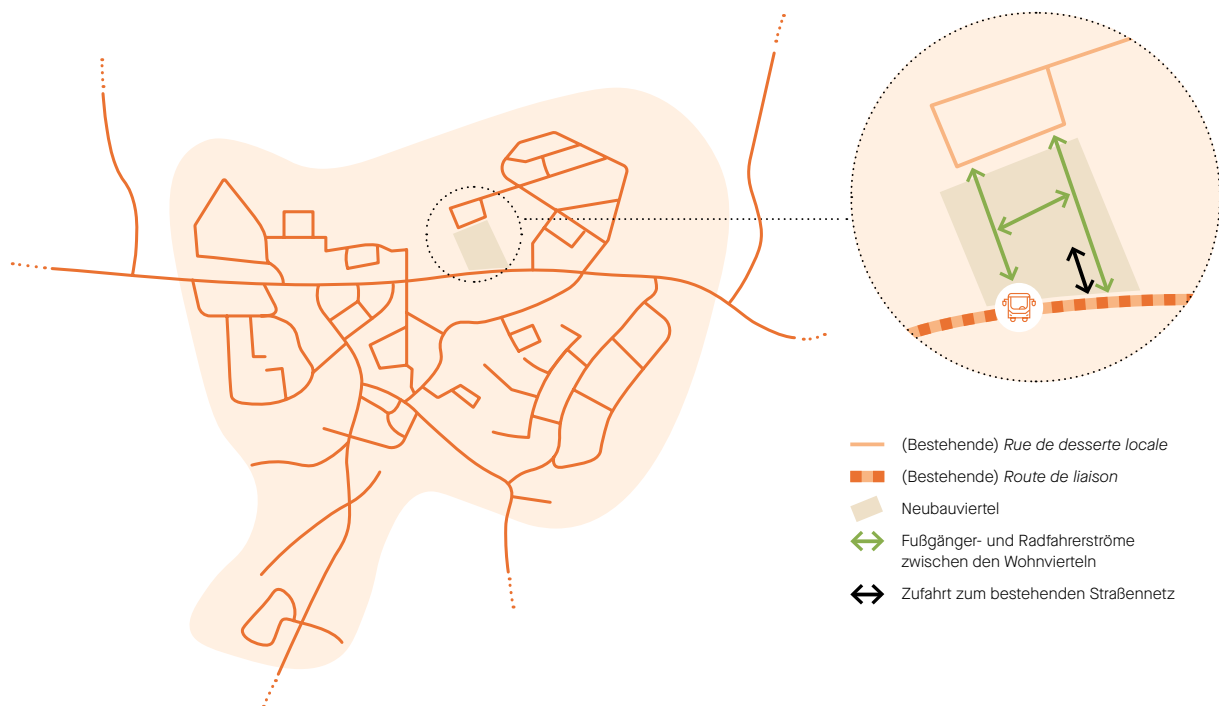 (Bestehende) Rue de desserte locale
(Bestehende) Route de liaison
Neubauviertel
Fußgänger- und Radfahrerströme
zwischen den Wohnvierteln
Zufahrt zum bestehenden Straßennetz